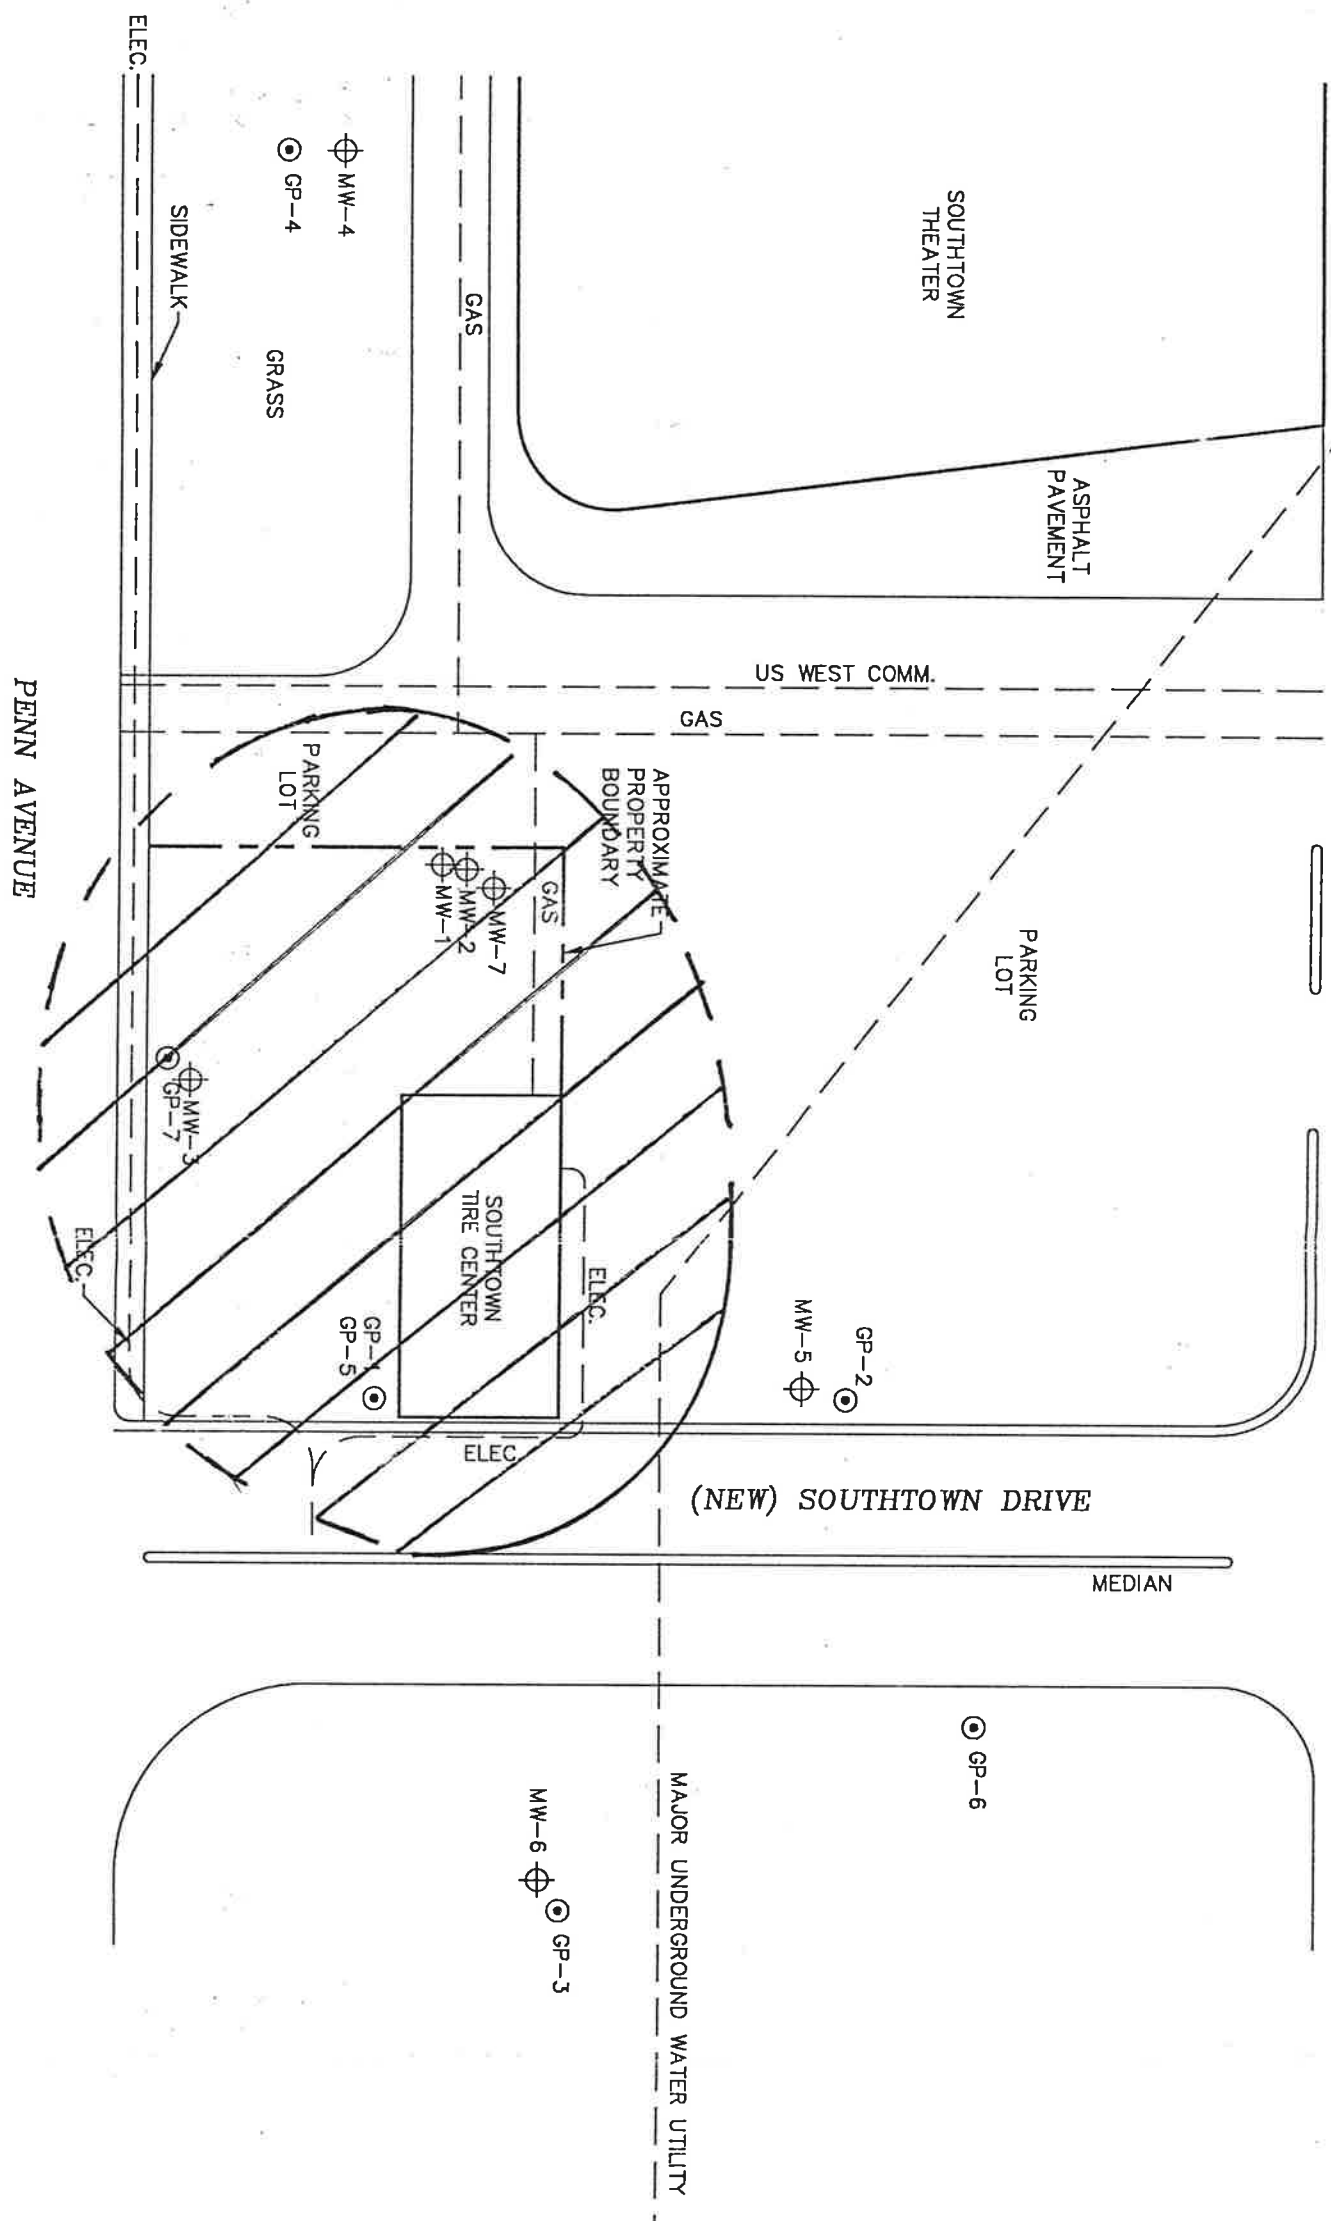 ELEC.
MW-4
GP-4
SIDEWALK
GRASS
GAS
SOUTHTOWN
THEATER
ASPHALT
PAVEMENT
US WEST COMM.
GAS
PENN AVENUE
PARKING
LOT
APPROXIMATE
PROPERTY
BOUNDARY
GAS
MW-7
MW-2
MW-1
PARKING
LOT
MW-3
GP-7
ELEC.
SOUTHTOWN
TIRE CENTER
ELEC.
GP-1
GP-5
MW-5
GP-2
ELEC.
(NEW) SOUTHTOWN DRIVE
MEDIAN
GP-6
MW-6
GP-3
MAJOR UNDERGROUND WATER UTILITY